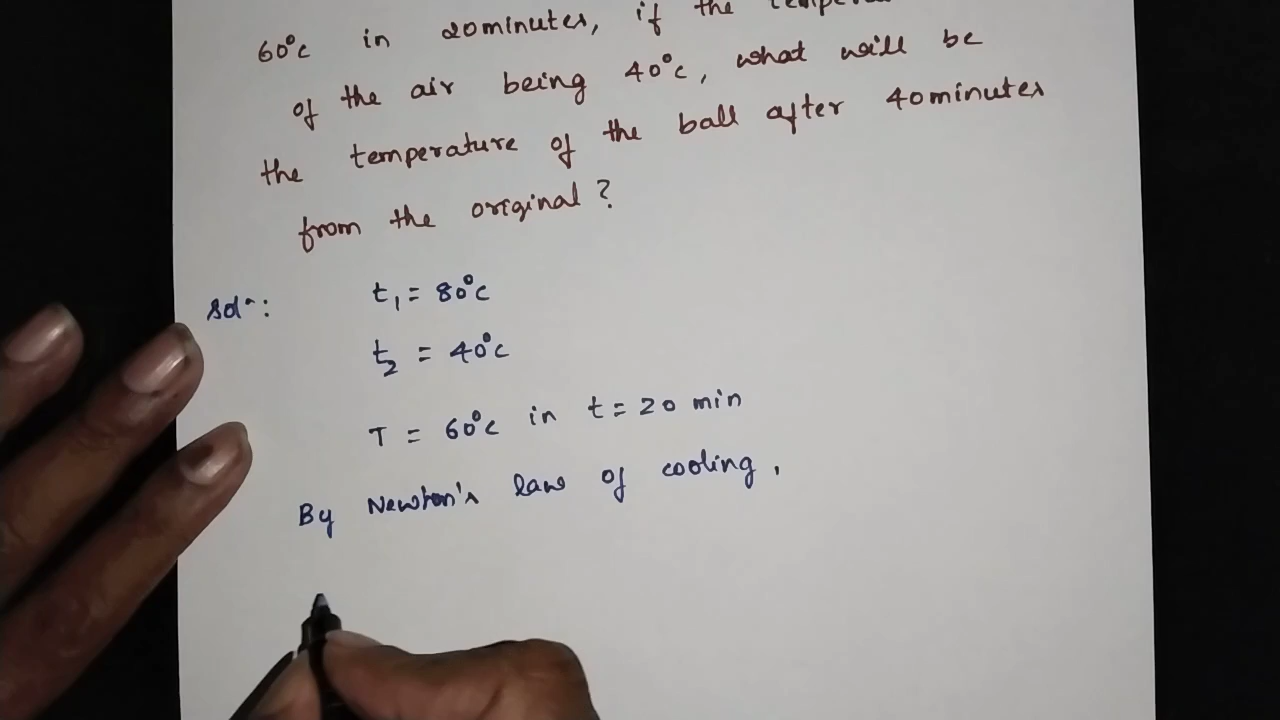 60°c in 20minutes, if the
of the air being 40°c, what will be
the temperature of the ball after 40minutes
from the original?
Solⁿ: t₁ = 80°c
t₂ = 40°c
T = 60°c in t = 20 min
By Newton's law of cooling,